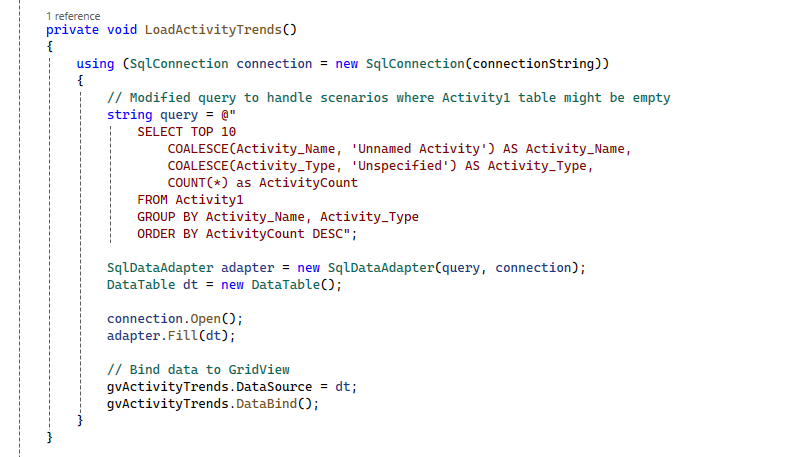 1 reference
private void LoadActivityTrends()
{
using (SqlConnection connection = new SqlConnection(connectionString))
{
// Modified query to handle scenarios where Activity1 table might be empty
string query = @"
SELECT TOP 10
COALESCE(Activity_Name, 'Unnamed Activity') AS Activity_Name,
COALESCE(Activity_Type, 'Unspecified') AS Activity_Type,
COUNT(*) as ActivityCount
FROM Activity1
GROUP BY Activity_Name, Activity_Type
ORDER BY ActivityCount DESC";
SqlDataAdapter adapter = new SqlDataAdapter(query, connection);
DataTable dt = new DataTable();
connection.Open();
adapter.Fill(dt);
// Bind data to GridView
gvActivityTrends.DataSource = dt;
gvActivityTrends.DataBind();
}
}